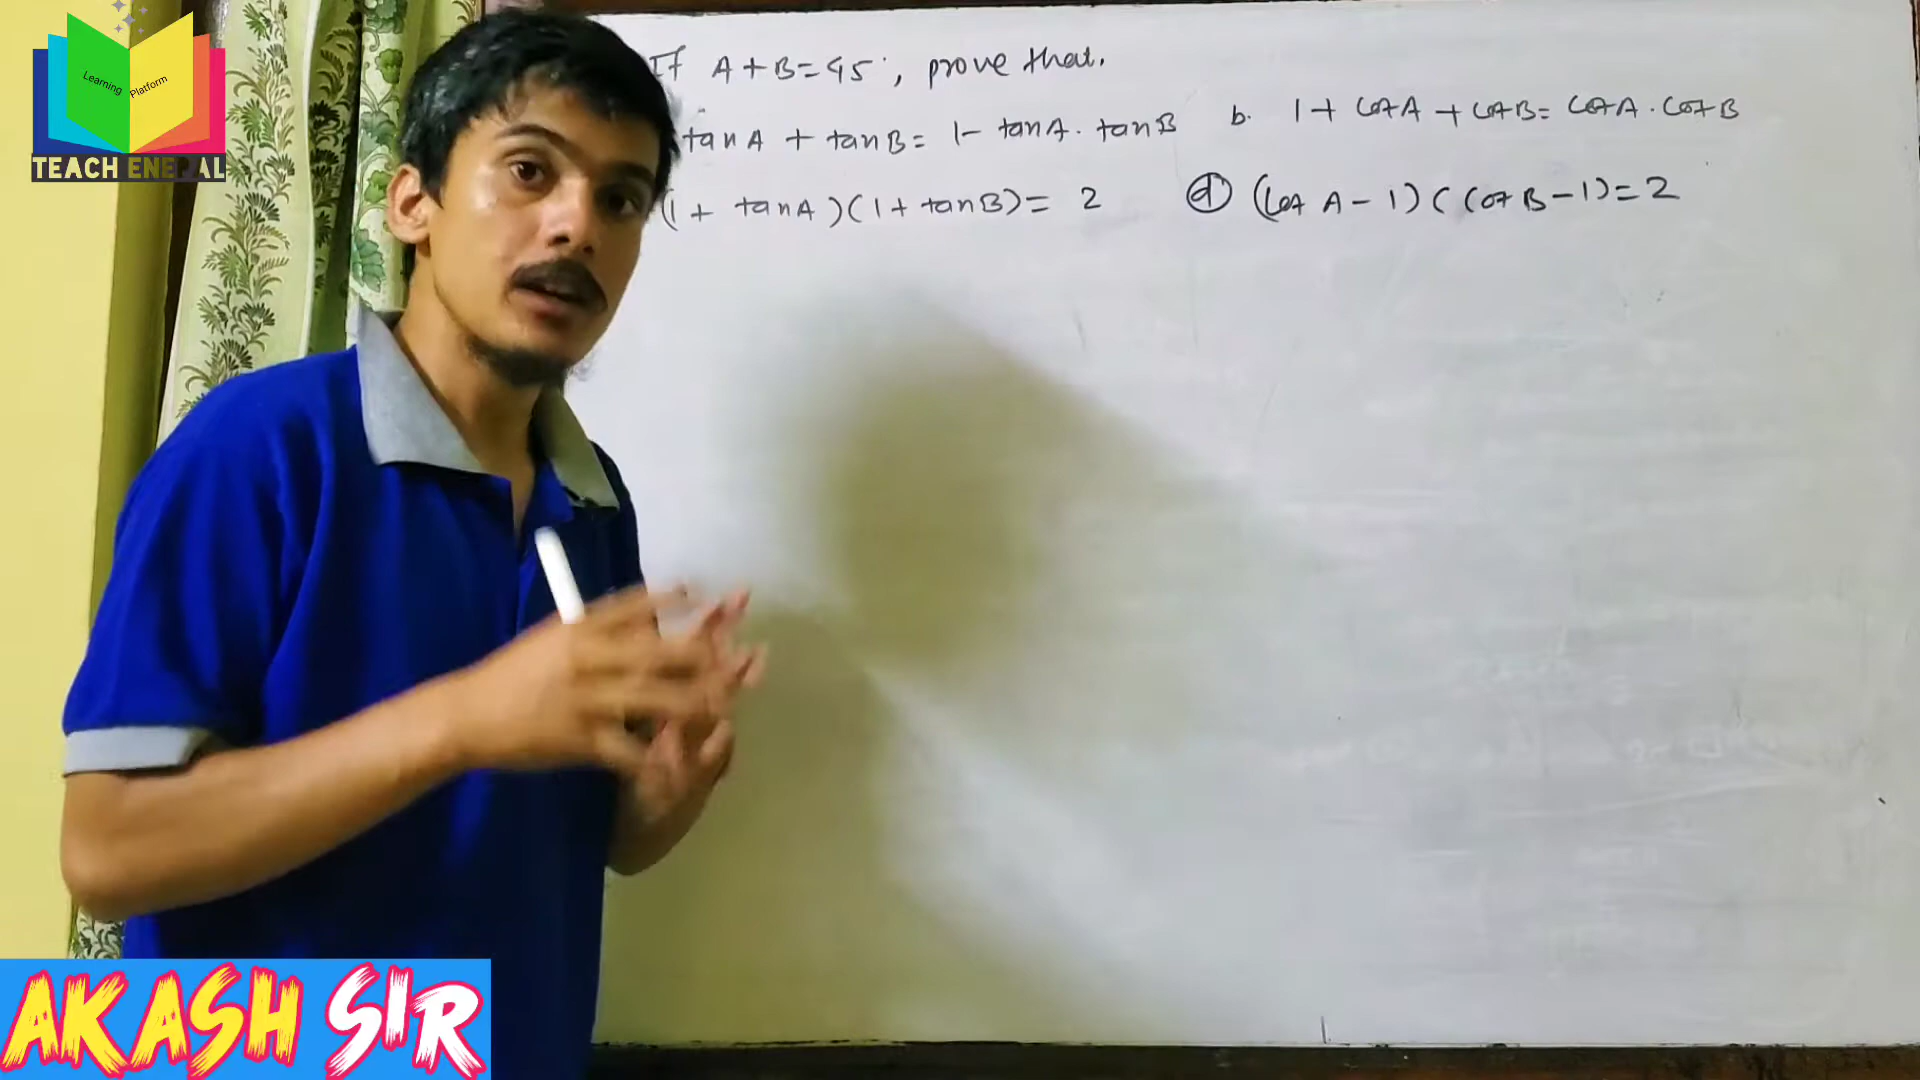 Learning Platform
TEACH ENEPAL
If A+B=45°, prove that.
tanA + tanB= 1- tanA. tanB
b. 1+ cotA + cotB= cotA . cotB
(1+ tanA)(1+tanB)= 2
d (cot A-1)(cotB-1)=2
AKASH SIR